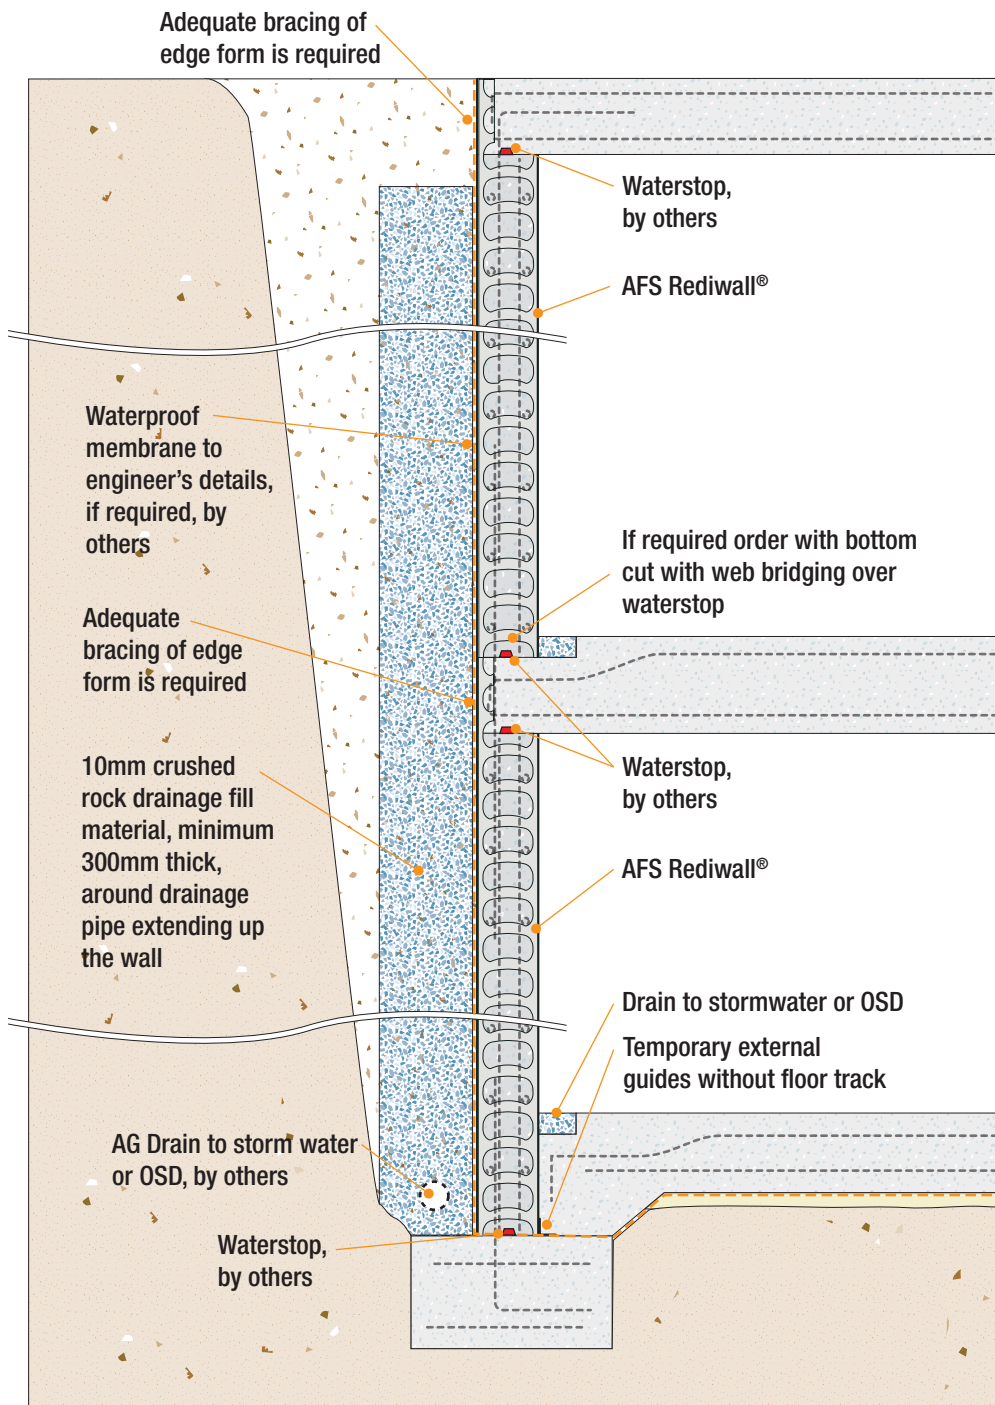 Adequate bracing of
edge form is required
Waterstop,
by others
AFS Rediwall®
Waterproof
membrane to
engineer’s details,
if required, by
others
If required order with bottom
cut with web bridging over
waterstop
Adequate
bracing of edge
form is required
10mm crushed
rock drainage fill
material, minimum
300mm thick,
around drainage
pipe extending up
the wall
Waterstop,
by others
AFS Rediwall®
Drain to stormwater or OSD
Temporary external
guides without floor track
AG Drain to storm water
or OSD, by others
Waterstop,
by others